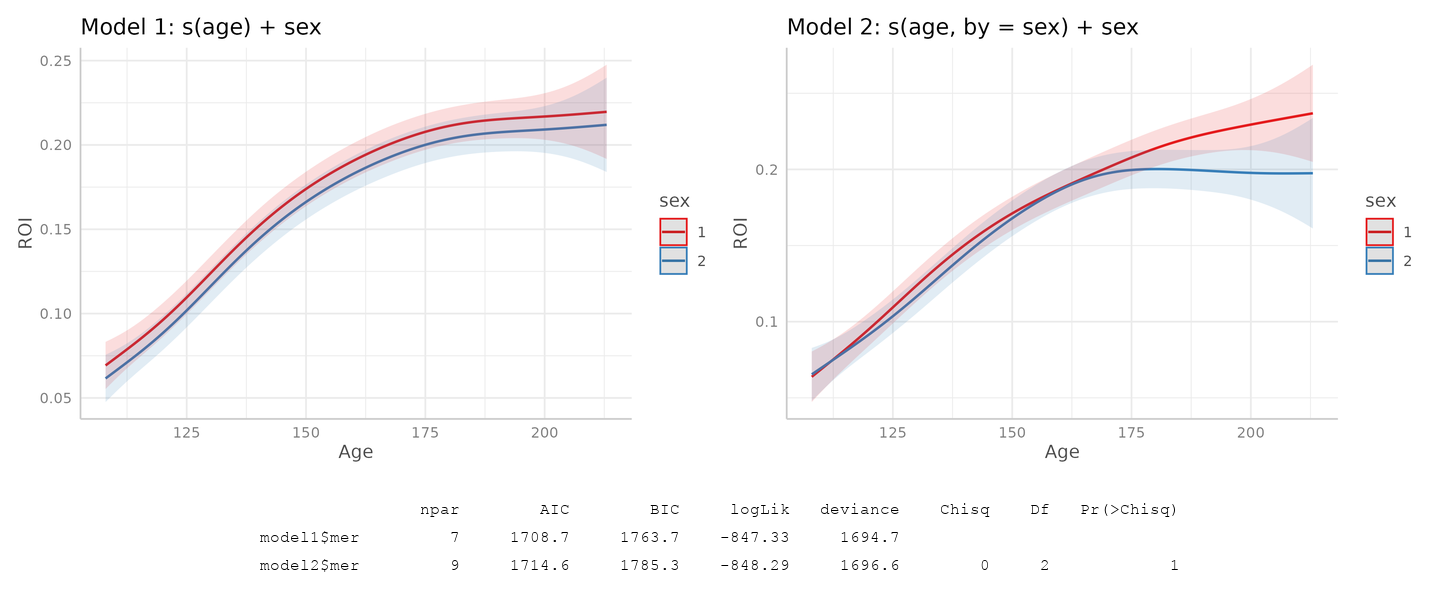 Model 1: s(age) + sex
0.25
0.20
0.15
0.10
0.05
ROI
125 150 175 200
Age
sex
1
2
Model 2: s(age, by = sex) + sex
0.2
0.1
ROI
125 150 175 200
Age
sex
1
2
npar AIC BIC logLik deviance Chisq Df Pr(>Chisq)
model1$mer 7 1708.7 1763.7 -847.33 1694.7
model2$mer 9 1714.6 1785.3 -848.29 1696.6 0 2 1